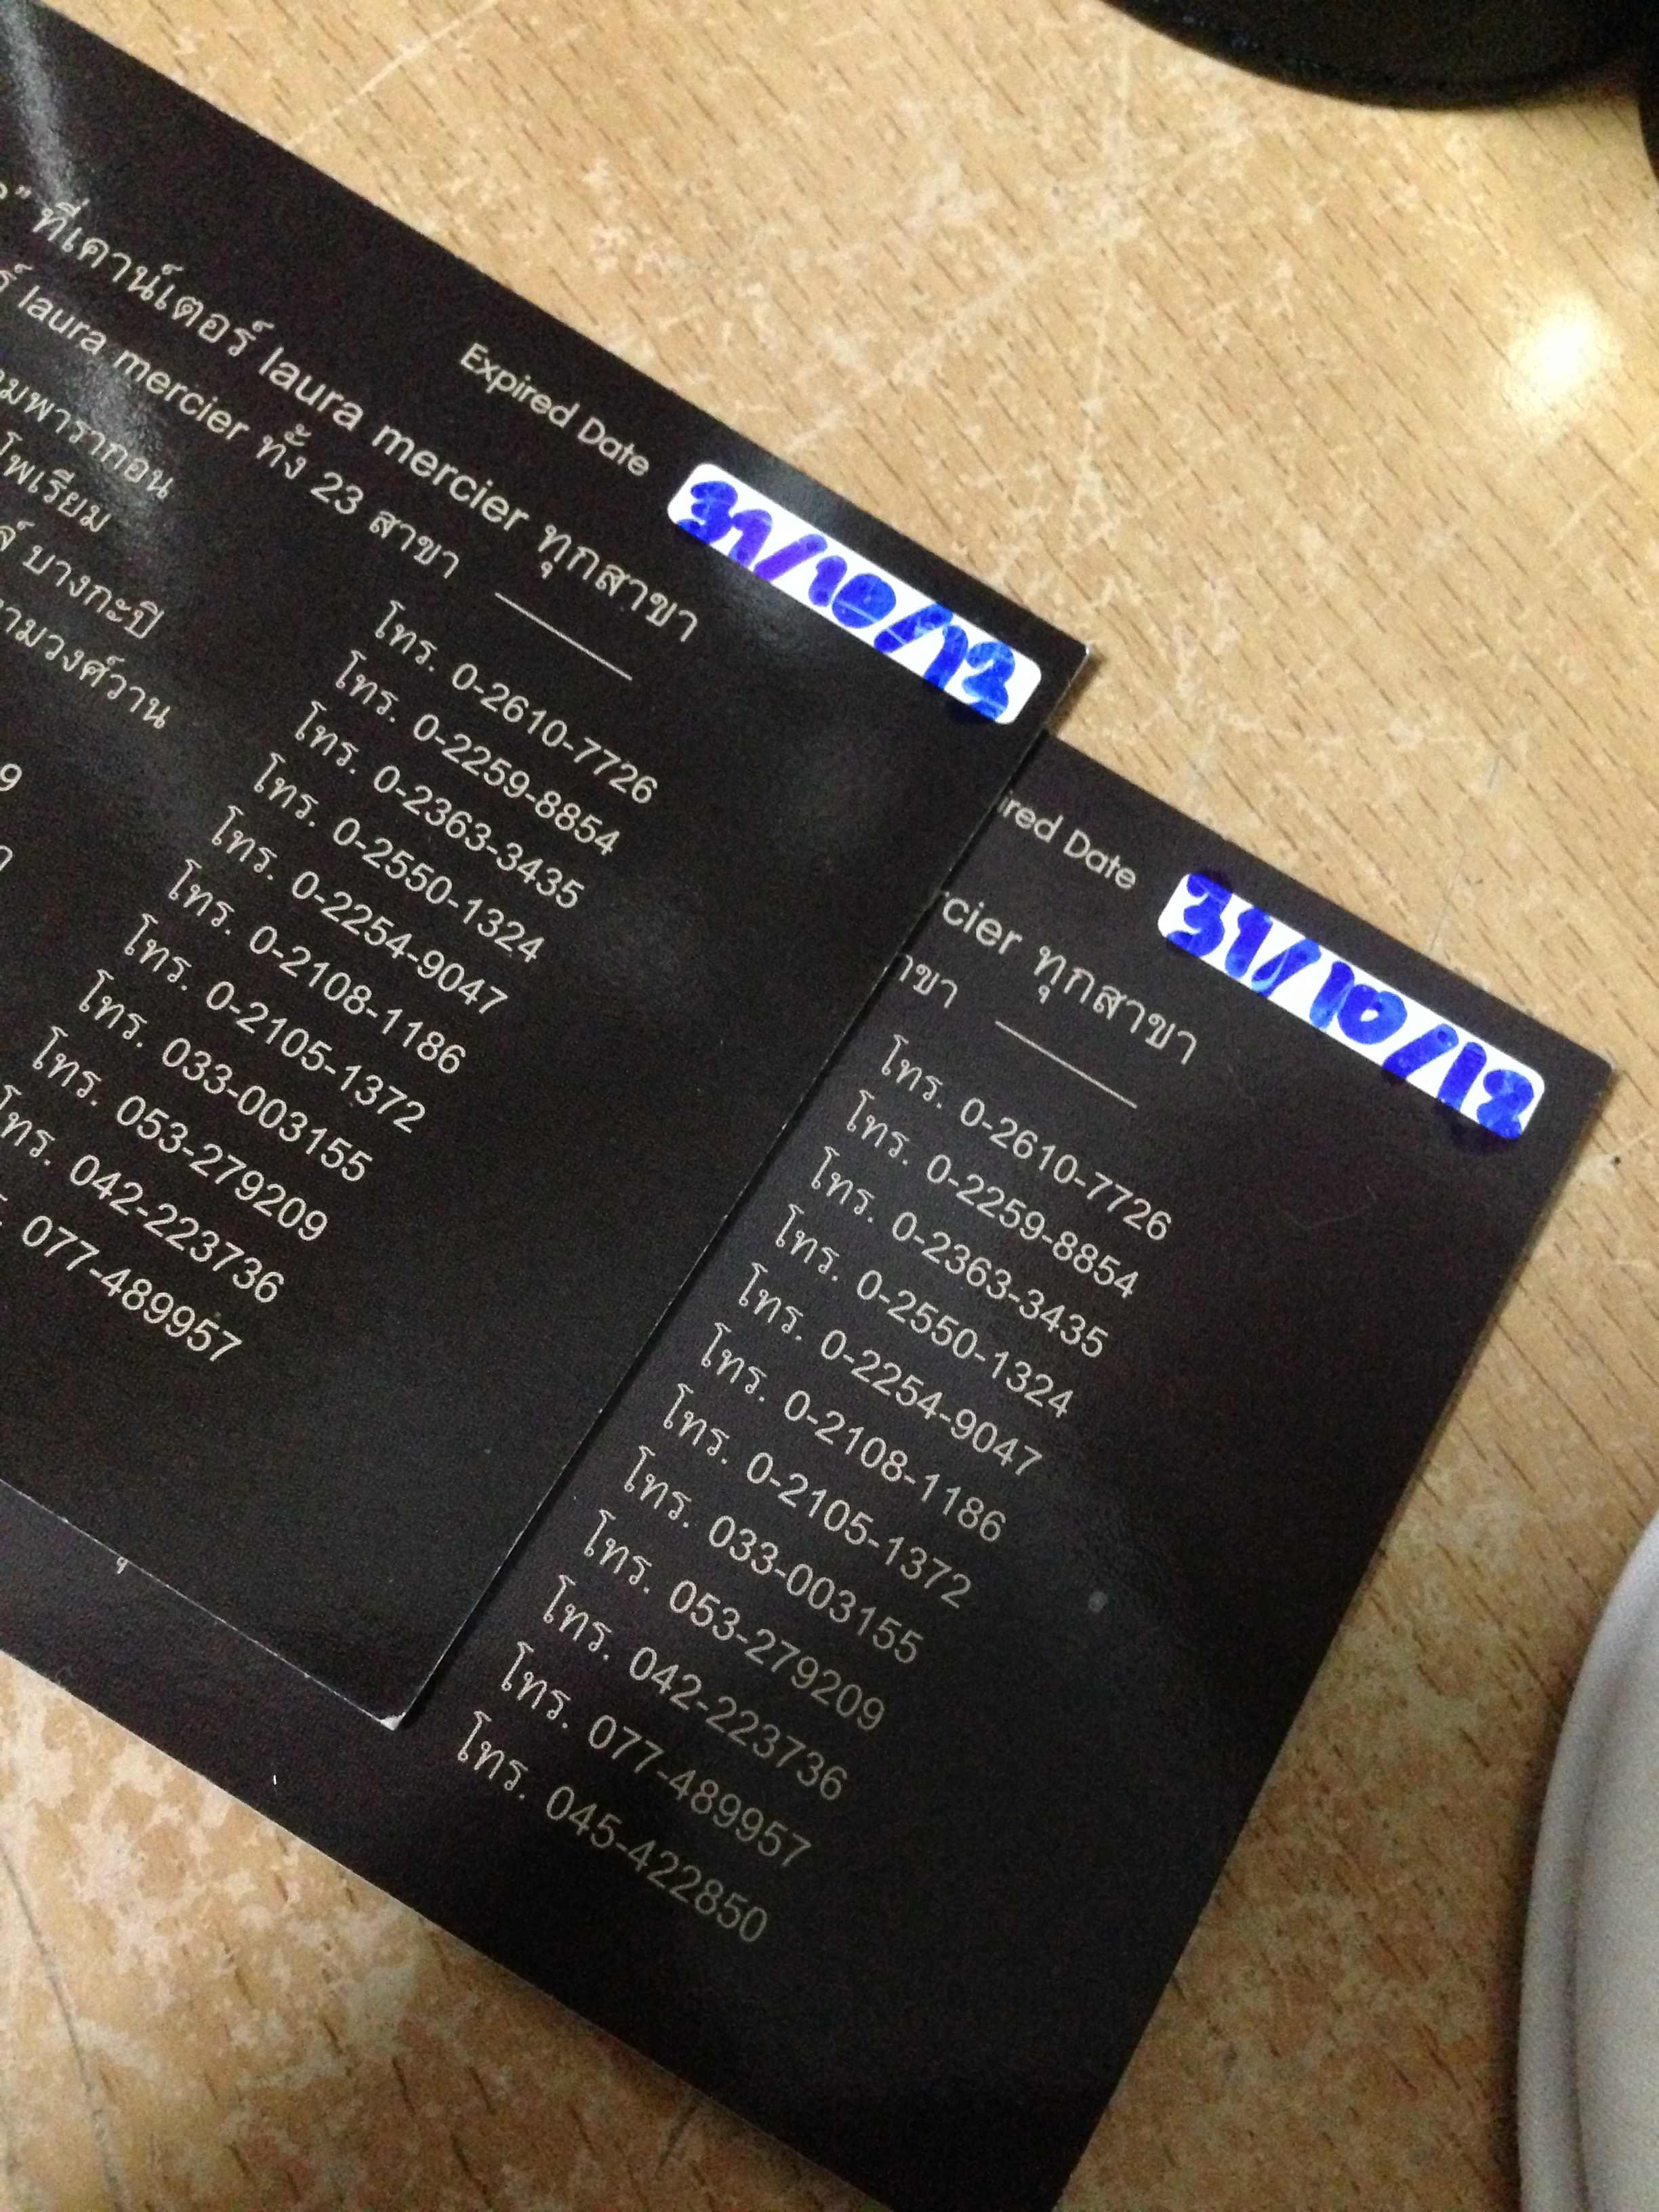 Expired Date 31/10/12
ที่เคาน์เตอร์ laura mercier ทุกสาขา
laura mercier ทั้ง 23 สาขา
โทร. 0-2610-7726
โทร. 0-2259-8854
บางกะปิ โทร. 0-2363-3435
โทร. 0-2550-1324
โทร. 0-2254-9047
โทร. 0-2108-1186
โทร. 0-2105-1372
โทร. 033-003155
โทร. 053-279209
โทร. 042-223736
077-489957
Date 31/10/12
ทุกสาขา
โทร. 0-2610-7726
โทร. 0-2259-8854
โทร. 0-2363-3435
โทร. 0-2550-1324
โทร. 0-2254-9047
โทร. 0-2108-1186
โทร. 0-2105-1372
โทร. 033-003155
โทร. 053-279209
โทร. 042-223736
โทร. 077-489957
โทร. 045-422850